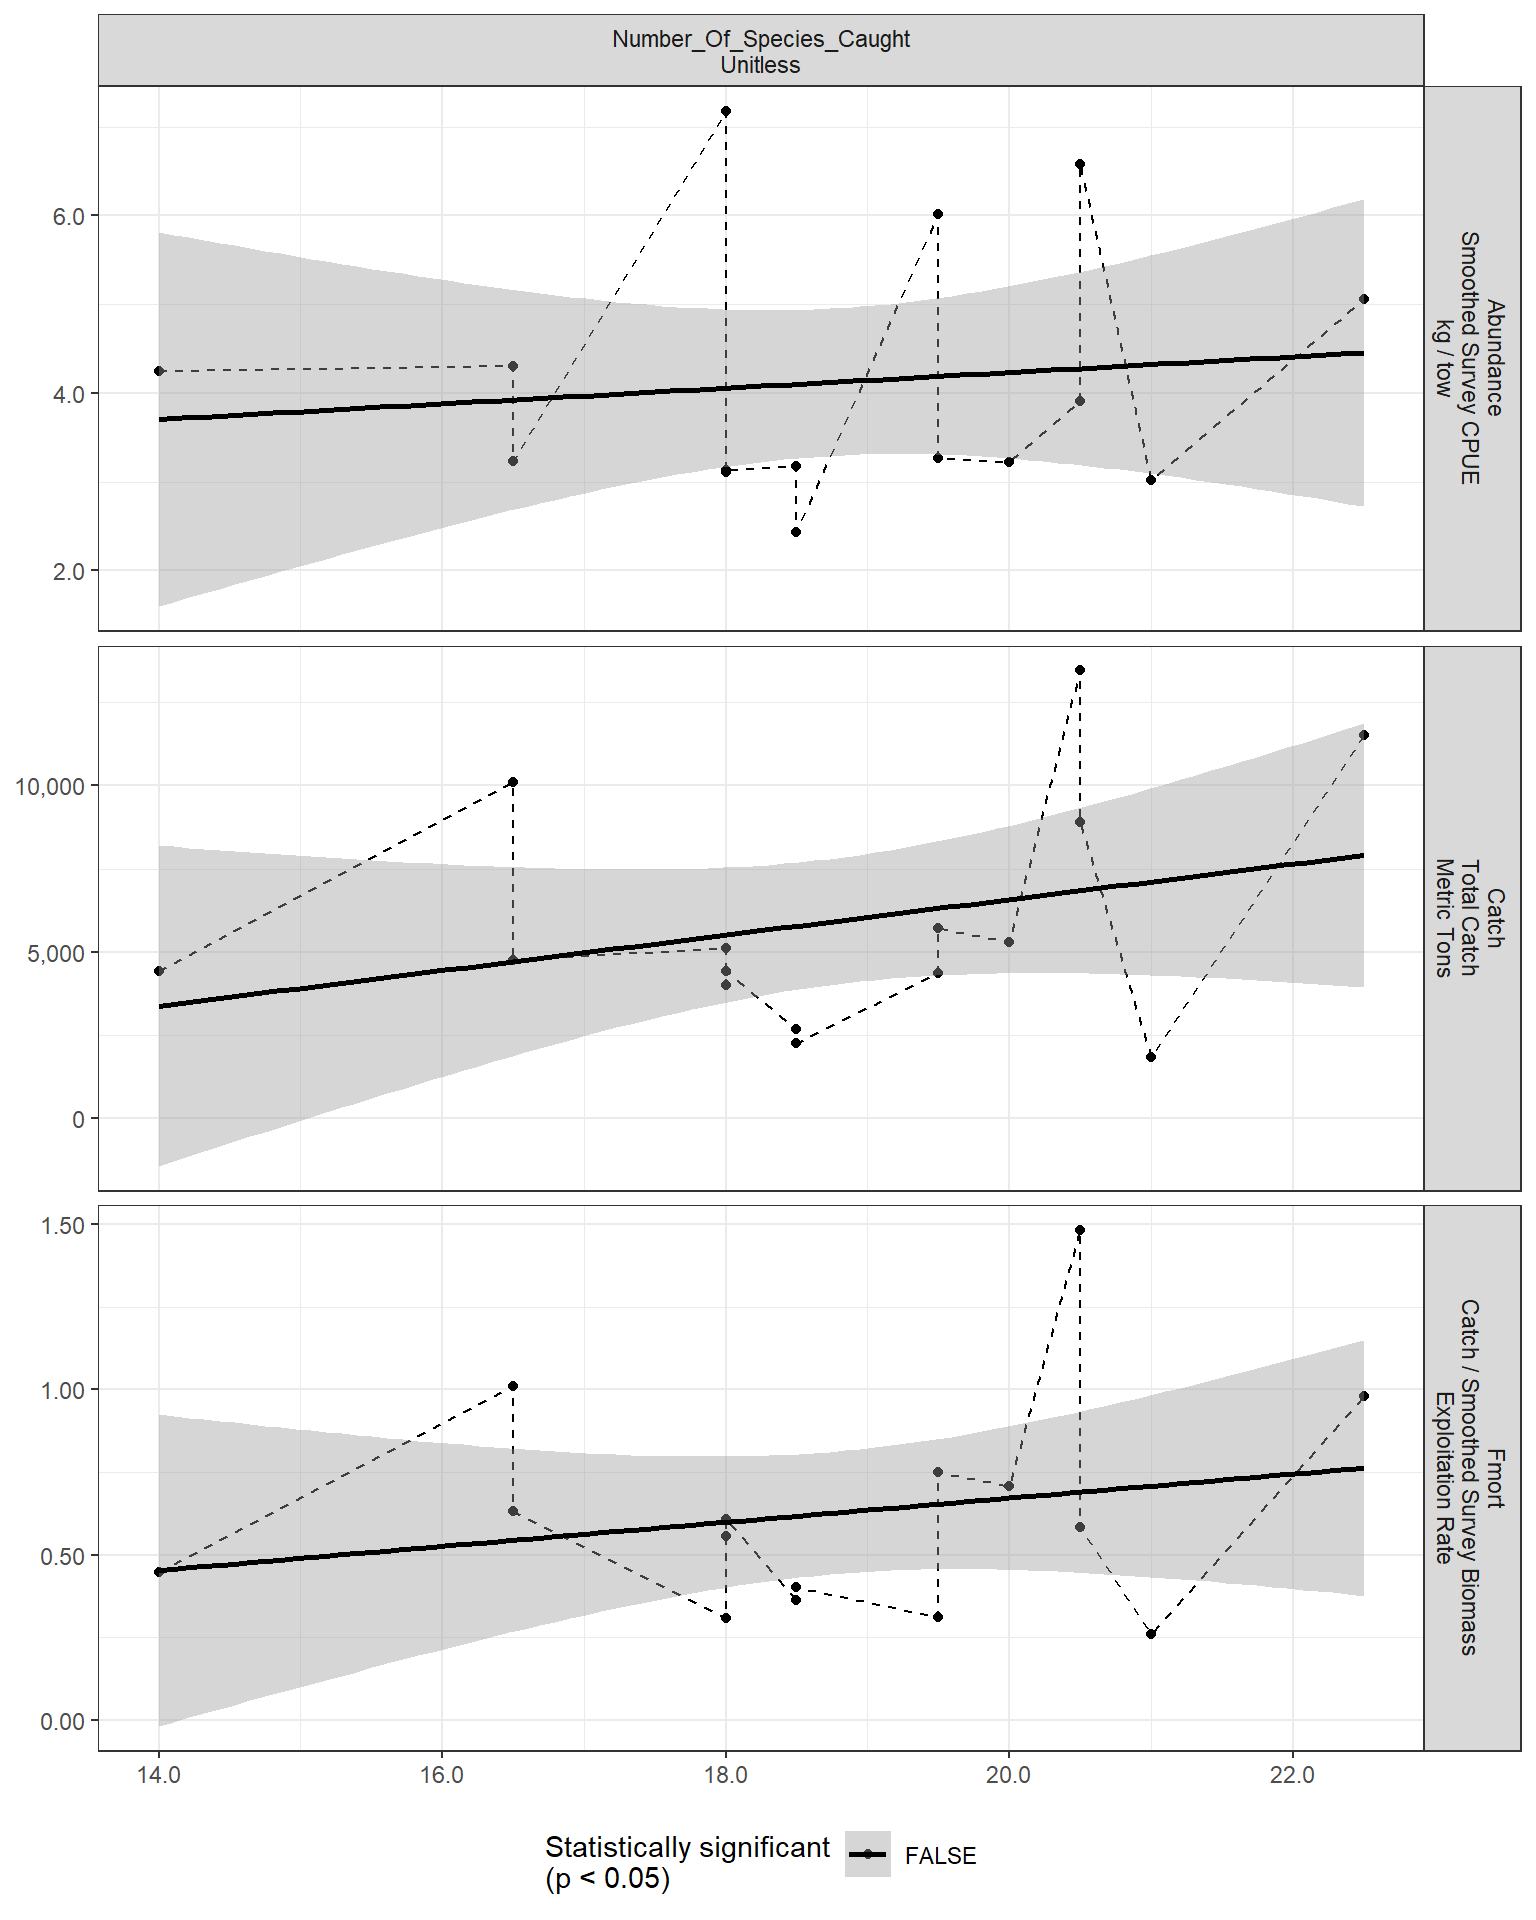 Number_Of_Species_Caught
Unitless
6.0
4.0
2.0
Abundance
Smoothed Survey CPUE
kg / tow
10,000
5,000
0
Catch
Total Catch
Metric Tons
1.50
1.00
0.50
0.00
Fmort
Catch / Smoothed Survey Biomass
Exploitation Rate
14.0
16.0
18.0
20.0
22.0
Statistically significant
(p < 0.05)
FALSE